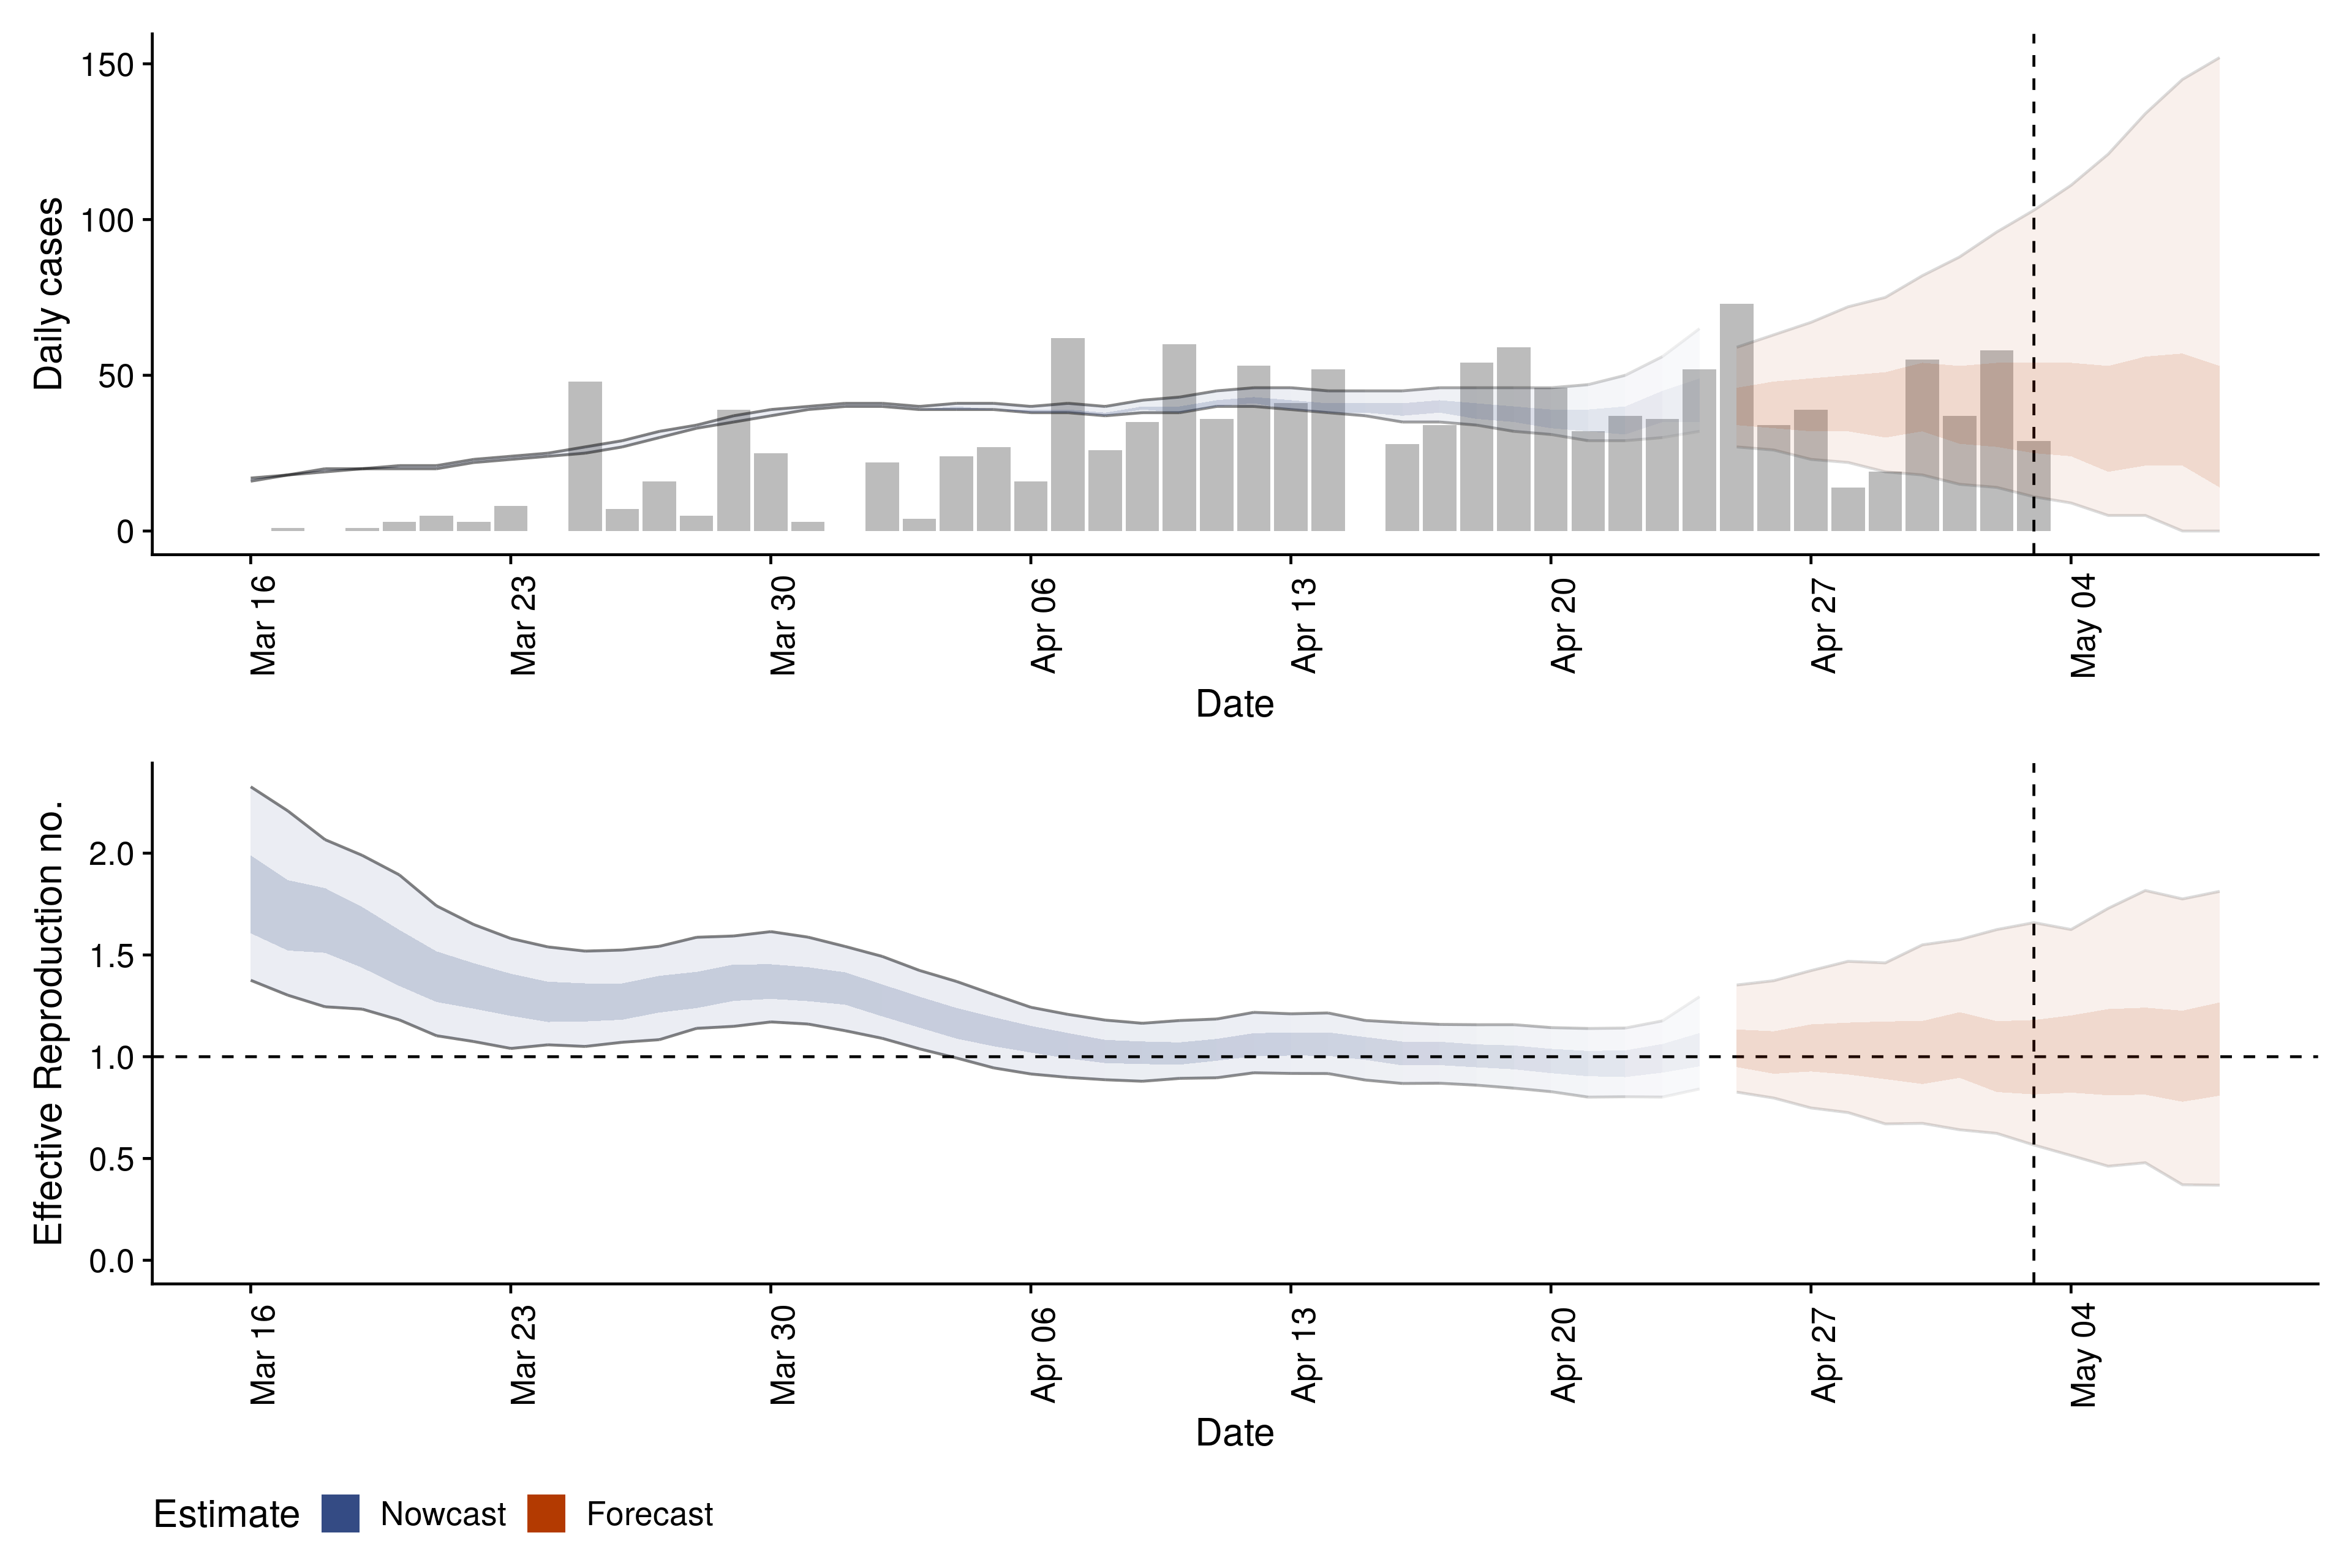 Daily cases
150
100
50
0
Mar 16
Mar 23
Mar 30
Apr 06
Apr 13
Apr 20
Apr 27
May 04
Date
Effective Reproduction no.
2.0
1.5
1.0
0.5
0.0
Mar 16
Mar 23
Mar 30
Apr 06
Apr 13
Apr 20
Apr 27
May 04
Date
Estimate Nowcast Forecast